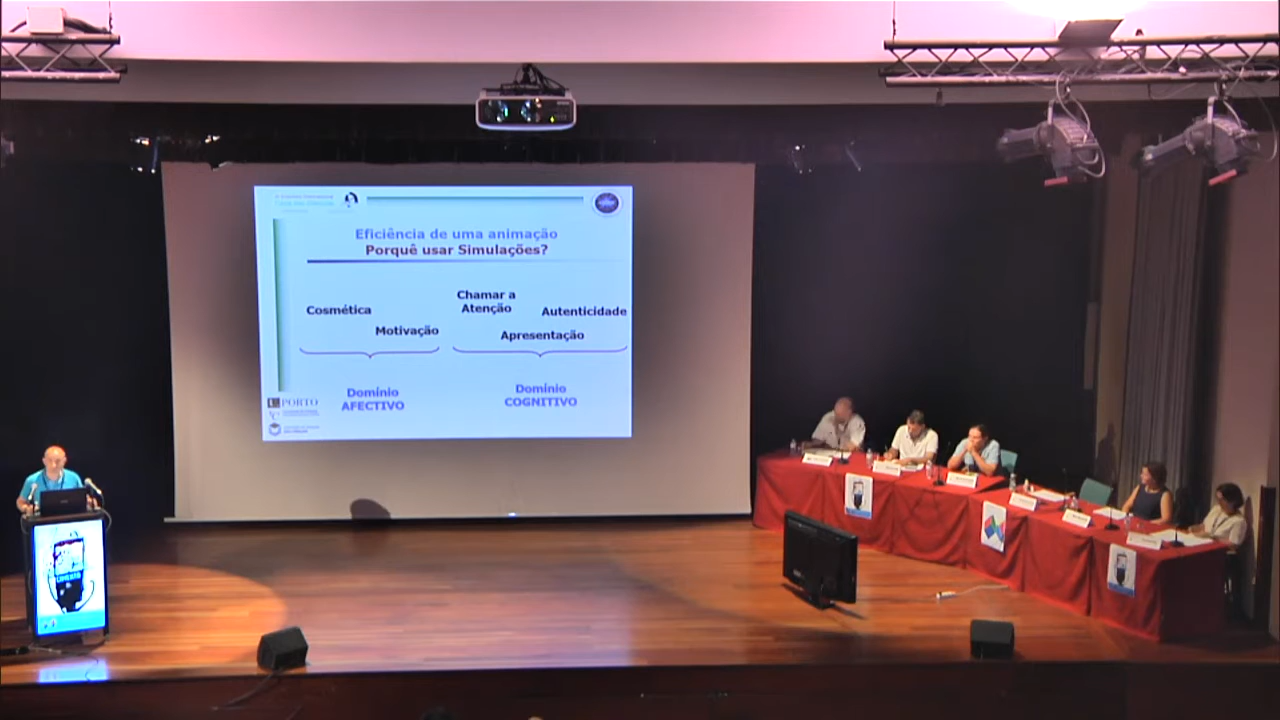 Eficiência de uma animação
Porquê usar Simulações?
Cosmética
Motivação
Chamar a
Atenção
Autenticidade
Apresentação
Domínio
AFECTIVO
Domínio
COGNITIVO
PORTO